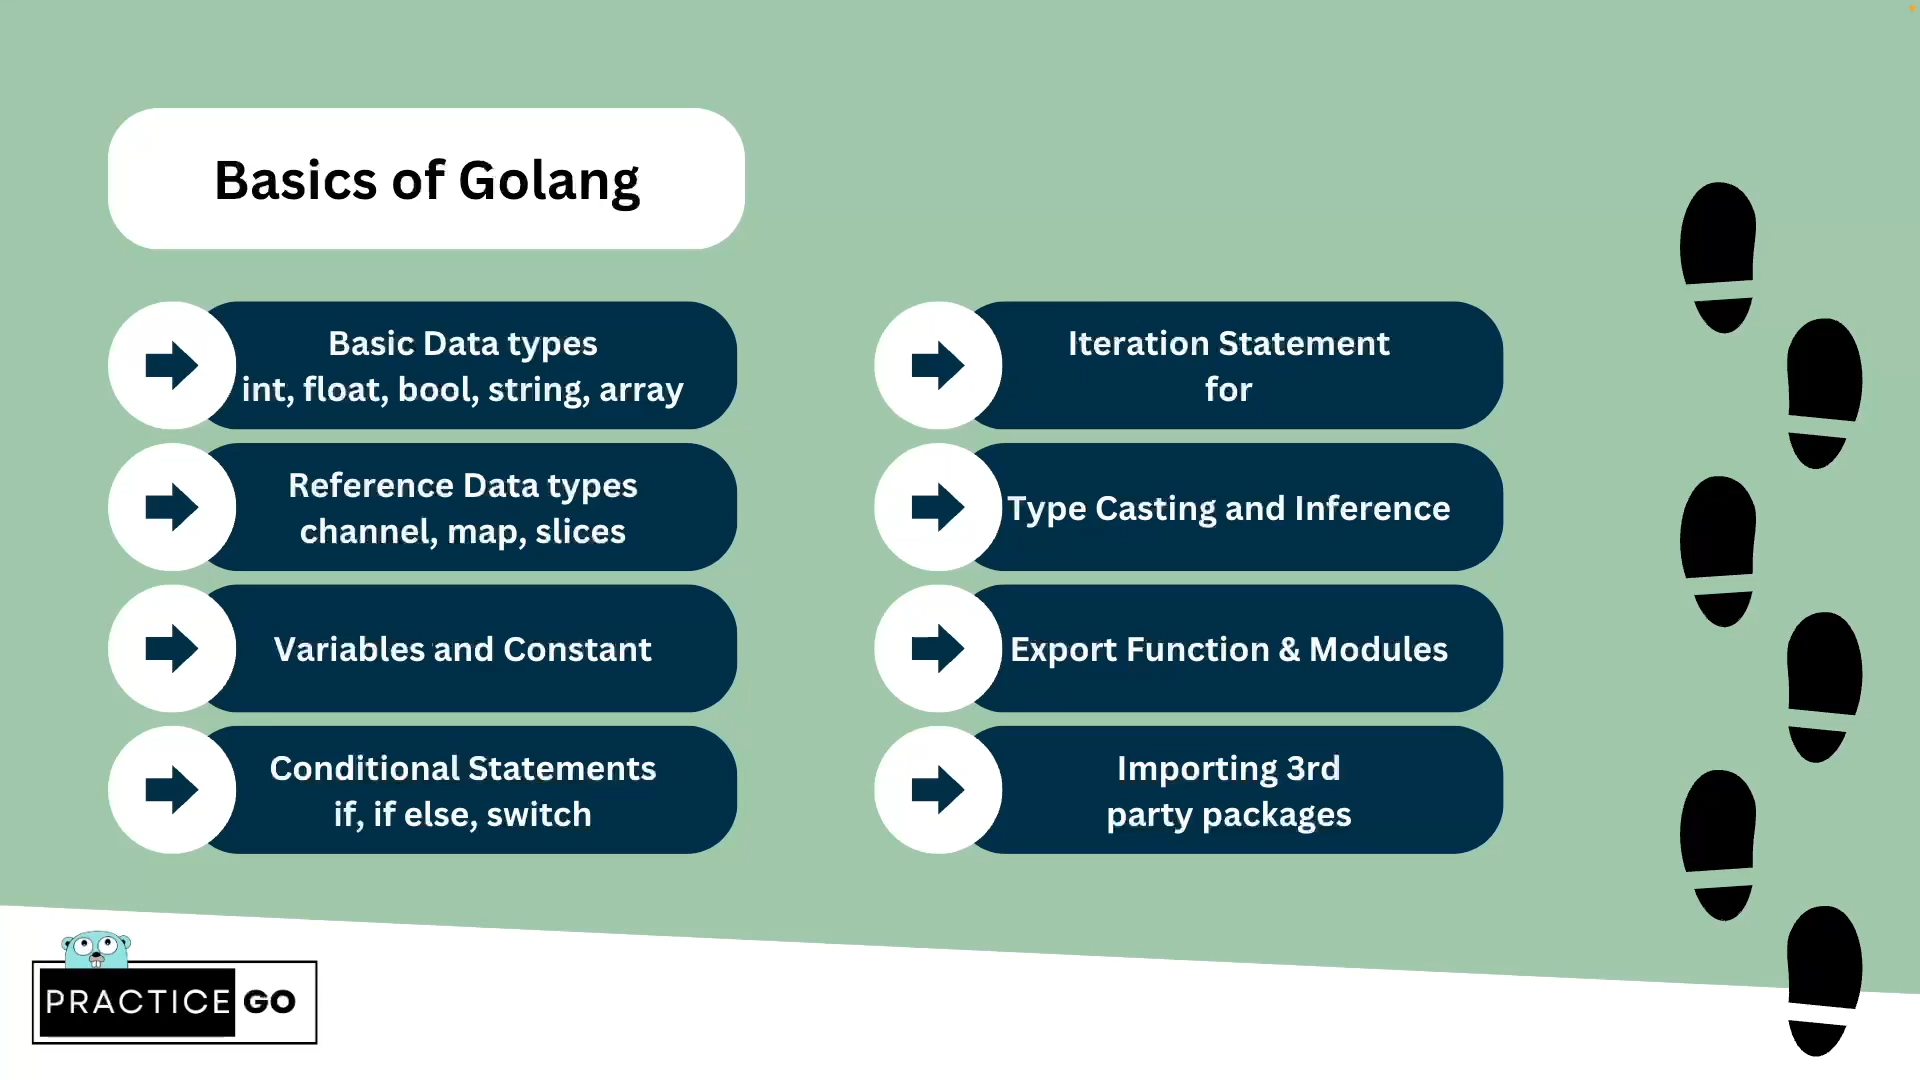 Basics of Golang
Basic Data types
int, float, bool, string, array
Reference Data types
channel, map, slices
Variables and Constant
Conditional Statements
if, if else, switch
Iteration Statement
for
Type Casting and Inference
Export Function & Modules
Importing 3rd
party packages
PRACTICE GO